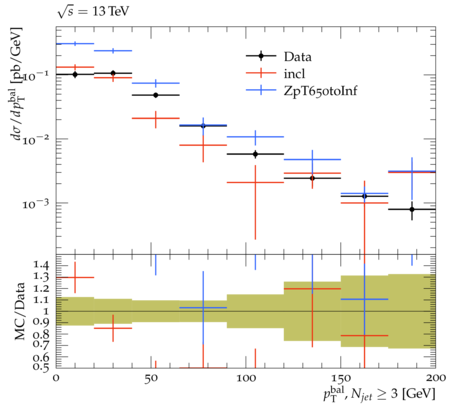 √s = 13 TeV
dσ/dp_T^bal [pb/GeV]
10⁻¹
10⁻²
10⁻³
Data
incl
ZpT650toInf
MC/Data
1.4
1.3
1.2
1.1
1
0.9
0.8
0.7
0.6
0.5
0 50 100 150 200
p_T^bal, N_jet ≥ 3 [GeV]